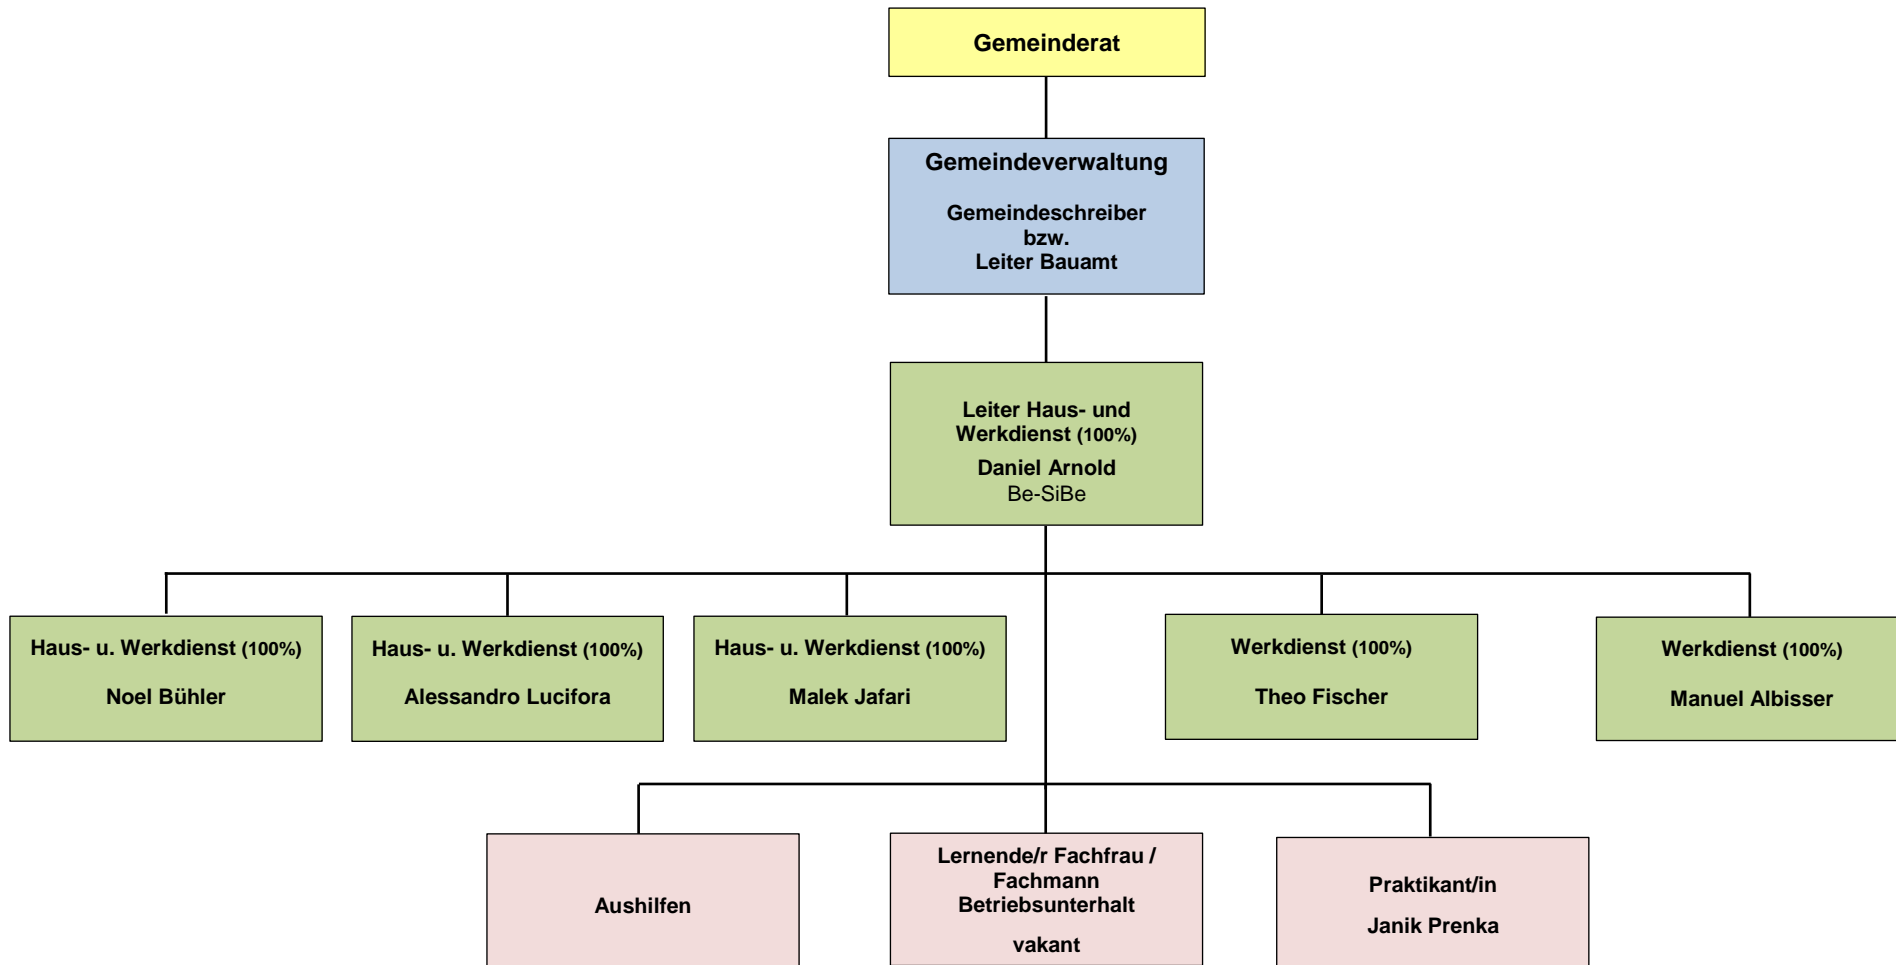 Gemeinderat
Gemeindeverwaltung
Gemeindeschreiber
bzw.
Leiter Bauamt
Leiter Haus- und
Werkdienst (100%)
Daniel Arnold
Be-SiBe
Haus- u. Werkdienst (100%)
Noel Bühler
Haus- u. Werkdienst (100%)
Alessandro Lucifora
Haus- u. Werkdienst (100%)
Malek Jafari
Werkdienst (100%)
Theo Fischer
Werkdienst (100%)
Manuel Albisser
Aushilfen
Lernende/r Fachfrau /
Fachmann
Betriebsunterhalt
vakant
Praktikant/in
Janik Prenka